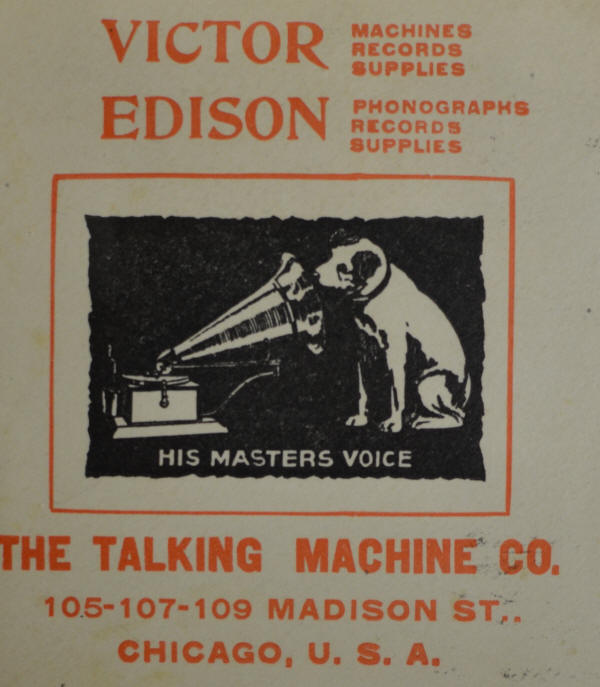 VICTOR MACHINES
RECORDS
SUPPLIES
EDISON PHONOGRAPHS
RECORDS
SUPPLIES
HIS MASTERS VOICE
THE TALKING MACHINE CO.
105-107-109 MADISON ST..
CHICAGO, U. S. A.